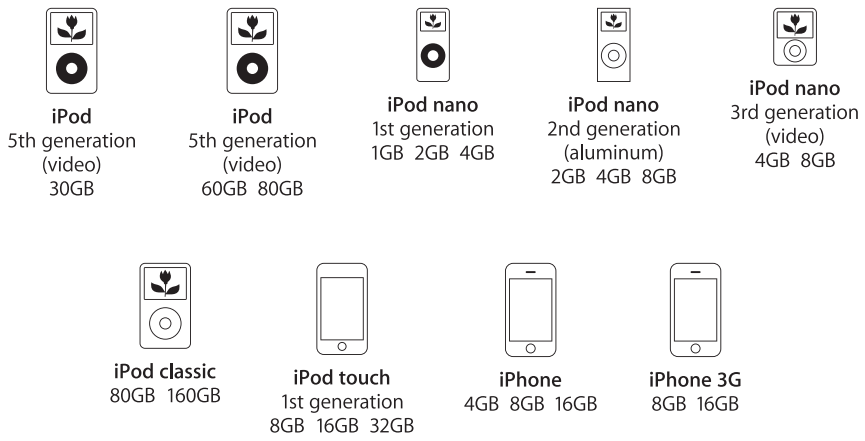 iPod
5th generation
(video)
30GB
iPod
5th generation
(video)
60GB 80GB
iPod nano
1st generation
1GB 2GB 4GB
iPod nano
2nd generation
(aluminum)
2GB 4GB 8GB
iPod nano
3rd generation
(video)
4GB 8GB
iPod classic
80GB 160GB
iPod touch
1st generation
8GB 16GB 32GB
iPhone
4GB 8GB 16GB
iPhone 3G
8GB 16GB